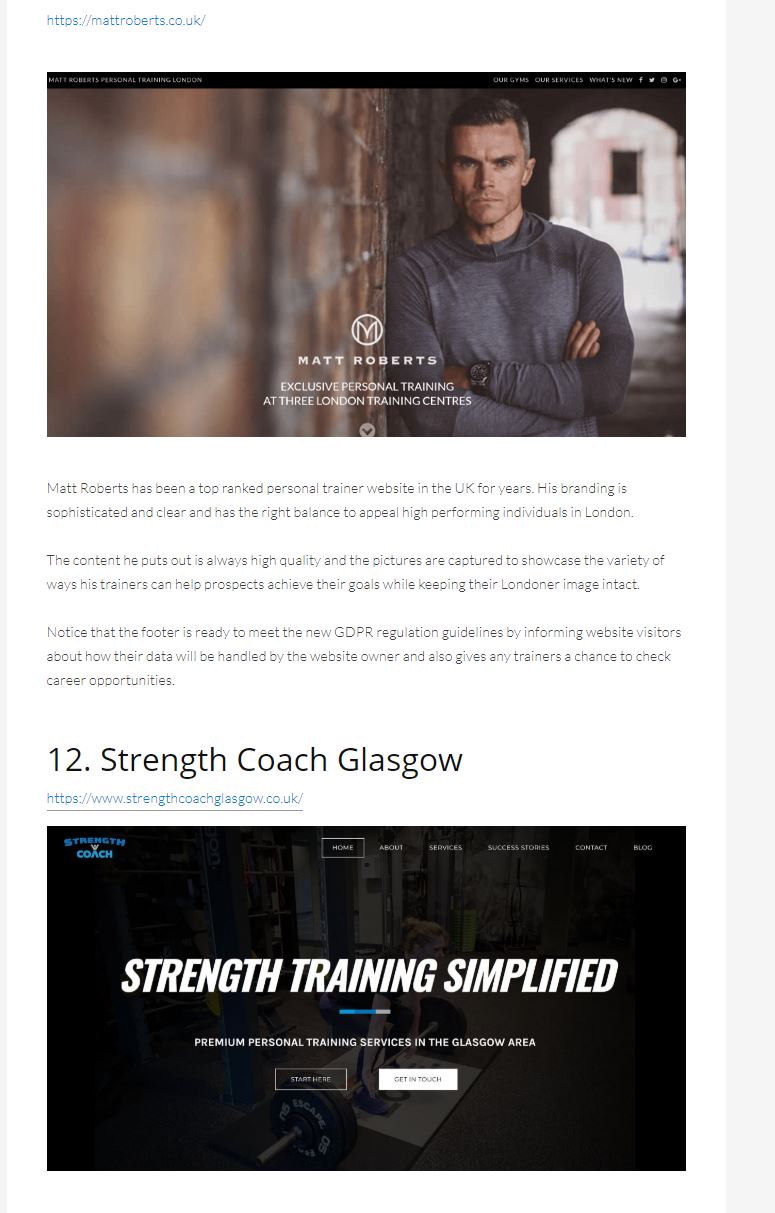 https://mattroberts.co.uk/
MATT ROBERTS PERSONAL TRAINING LONDON
OUR GYMS OUR SERVICES WHAT'S NEW
MATT ROBERTS
EXCLUSIVE PERSONAL TRAINING
AT THREE LONDON TRAINING CENTRES
Matt Roberts has been a top ranked personal trainer website in the UK for years. His branding is
sophisticated and clear and has the right balance to appeal high performing individuals in London.
The content he puts out is always high quality and the pictures are captured to showcase the variety of
ways his trainers can help prospects achieve their goals while keeping their Londoner image intact.
Notice that the footer is ready to meet the new GDPR regulation guidelines by informing website visitors
about how their data will be handled by the website owner and also gives any trainers a chance to check
career opportunities.
12. Strength Coach Glasgow
https://www.strengthcoachglasgow.co.uk/
STRENGTH
COACH
HOME ABOUT SERVICES SUCCESS STORIES CONTACT BLOG
STRENGTH TRAINING SIMPLIFIED
PREMIUM PERSONAL TRAINING SERVICES IN THE GLASGOW AREA
START HERE GET IN TOUCH
ESCAPE